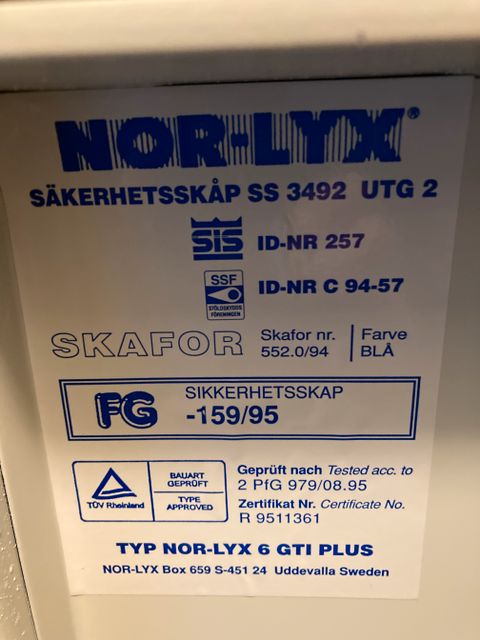 NOR-LYX®
SÄKERHETSSKÅP SS 3492 UTG 2
SIS ID-NR 257
SSF
STÖLDSKYDDS
FÖRENINGEN
ID-NR C 94-57
SKAFOR
Skafor nr.
552.0/94
Farve
BLÅ
FG
SIKKERHETSSKAP
-159/95
TÜV Rheinland
BAUART
GEPRÜFT
TYPE
APPROVED
Geprüft nach Tested acc. to
2 PfG 979/08.95
Zertifikat Nr. Certificate No.
R 9511361
TYP NOR-LYX 6 GTI PLUS
NOR-LYX Box 659 S-451 24 Uddevalla Sweden